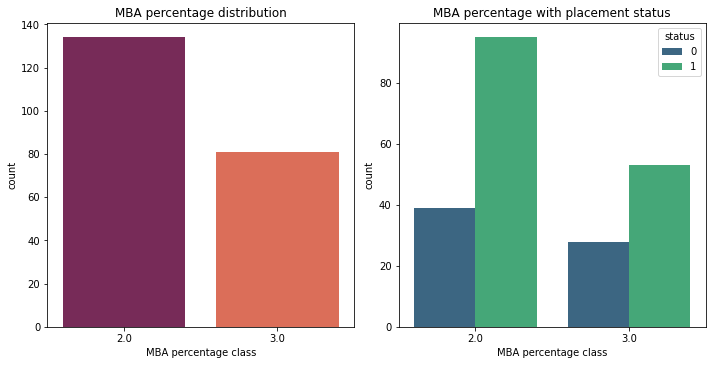 MBA percentage distribution
140
120
100
80
60
40
20
0
count
2.0
3.0
MBA percentage class
MBA percentage with placement status
status
0
1
80
60
40
20
0
count
2.0
3.0
MBA percentage class